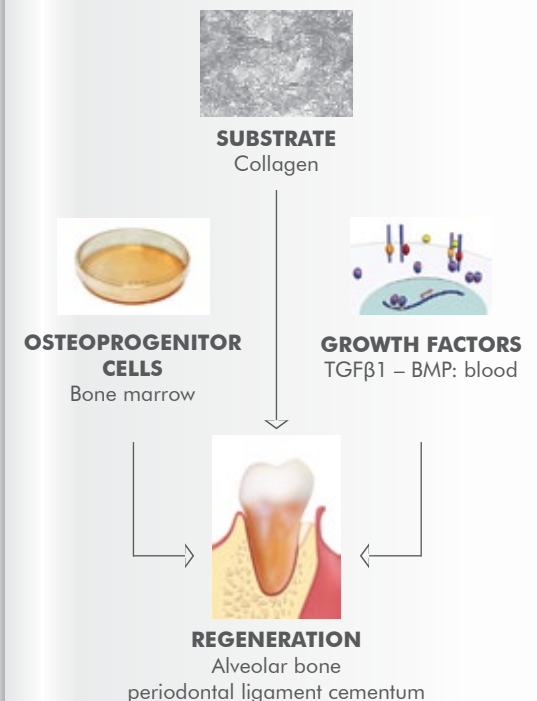 SUBSTRATE
Collagen
OSTEOPROGENITOR
CELLS
Bone marrow
GROWTH FACTORS
TGFβ1 – BMP: blood
REGENERATION
Alveolar bone
periodontal ligament cementum